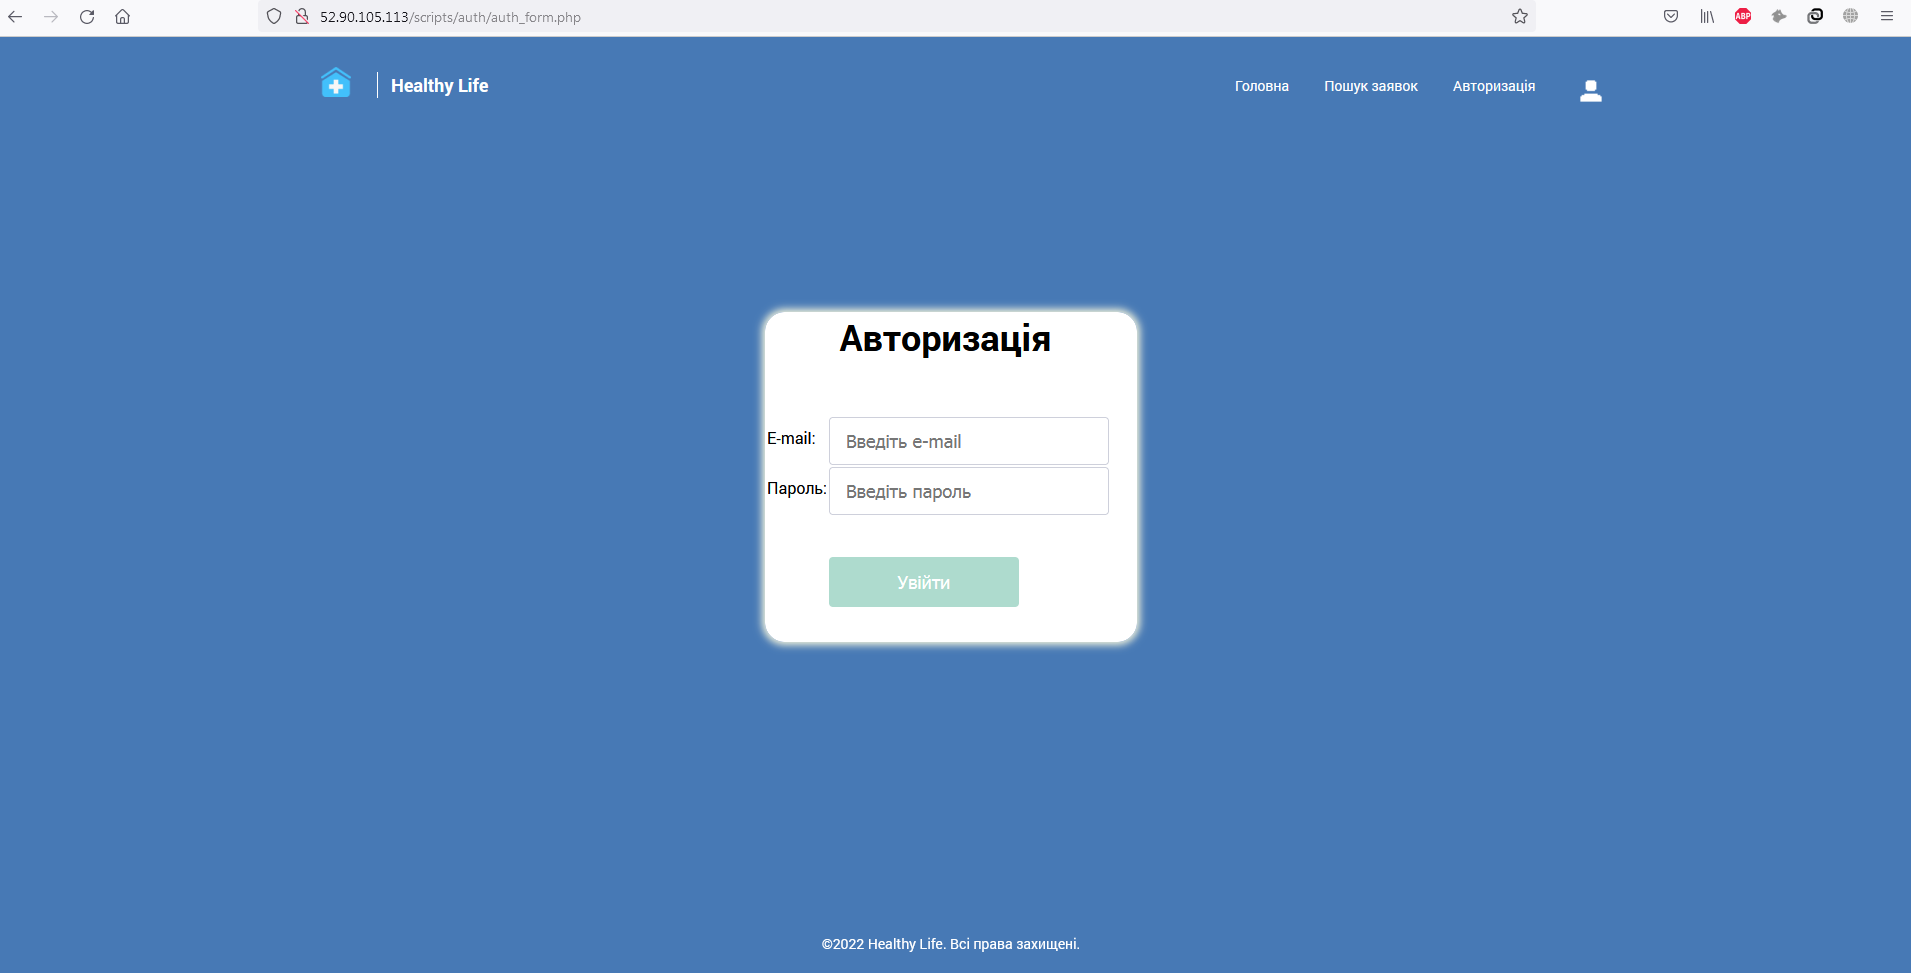 52.90.105.113/scripts/auth/auth_form.php
ABP
Healthy Life
Головна Пошук заявок Авторизація
Авторизація
E-mail: Введіть e-mail
Пароль: Введіть пароль
Увійти
©2022 Healthy Life. Всі права захищені.